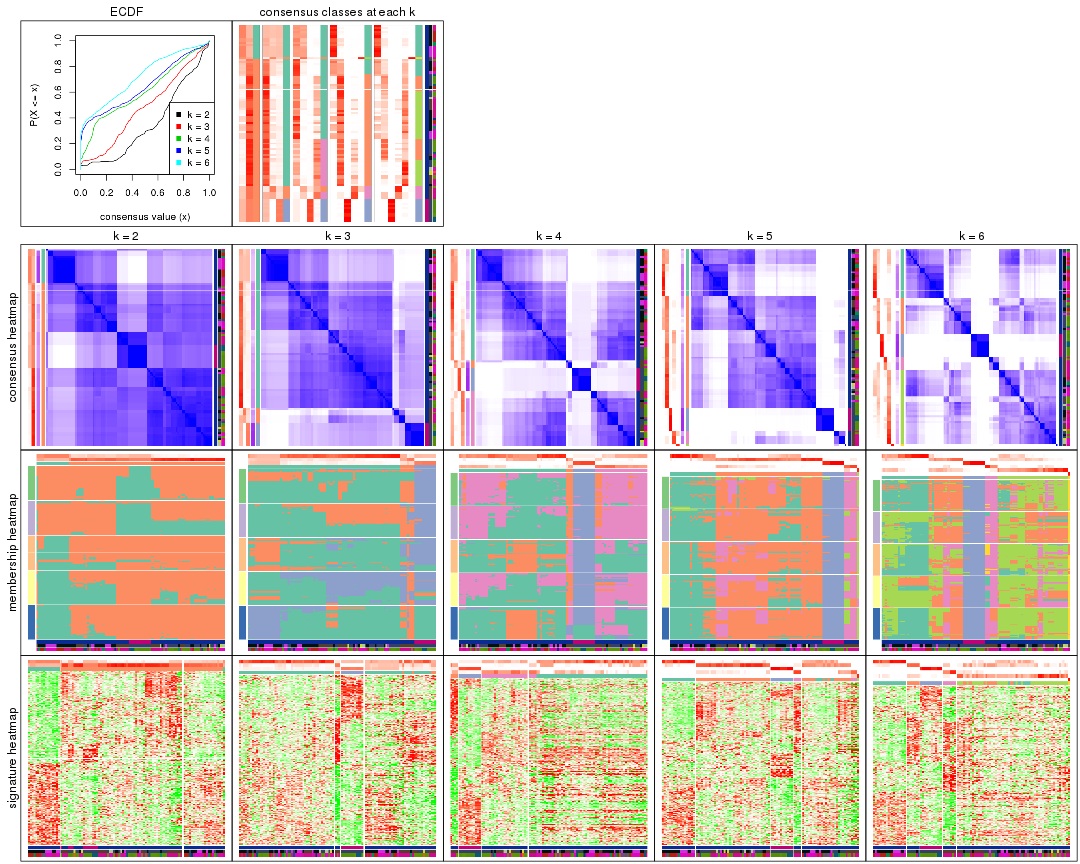 ECDF
consensus classes at each k
P(X <= x)
0.0
0.2
0.4
0.6
0.8
1.0
k = 2
k = 3
k = 4
k = 5
k = 6
0.0 0.2 0.4 0.6 0.8 1.0
consensus value (x)
k = 2
k = 3
k = 4
k = 5
k = 6
consensus heatmap
membership heatmap
signature heatmap